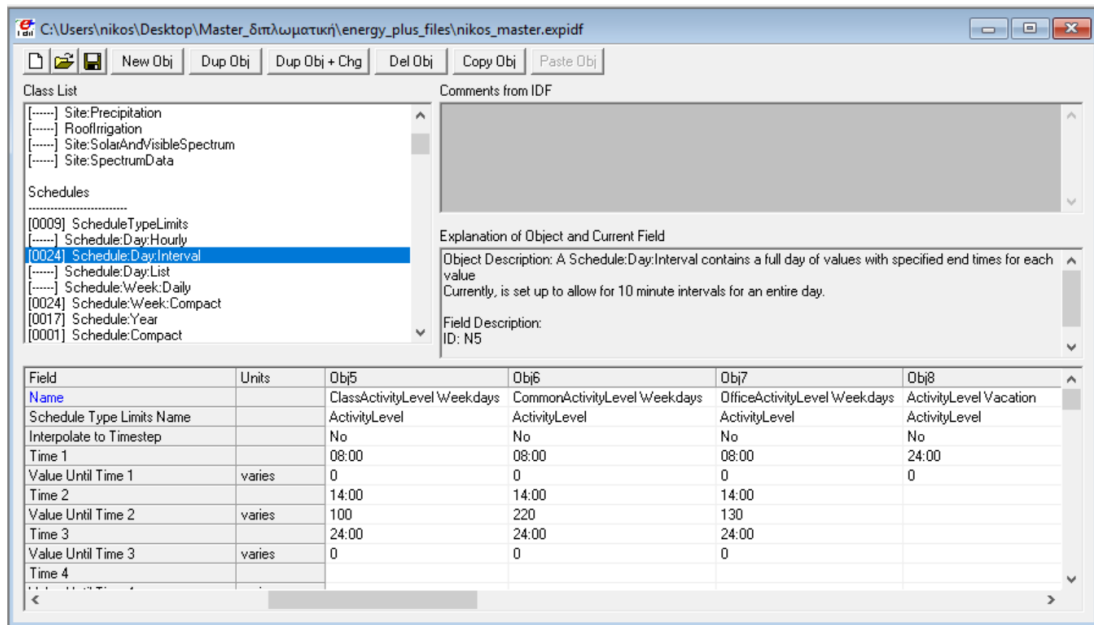 C:\Users\nikos\Desktop\Master_διπλωματική\energy_plus_files\nikos_master.expidf
New Obj Dup Obj Dup Obj + Chg Del Obj Copy Obj Paste Obj
Class List
[------] Site:Precipitation
[------] RoofIrrigation
[------] Site:SolarAndVisibleSpectrum
[------] Site:SpectrumData
Schedules
--------------------------
[0009] ScheduleTypeLimits
[------] Schedule:Day:Hourly
[0024] Schedule:Day:Interval
[------] Schedule:Day:List
[------] Schedule:Week:Daily
[0024] Schedule:Week:Compact
[0017] Schedule:Year
[0001] Schedule:Compact
Comments from IDF
Explanation of Object and Current Field
Object Description: A Schedule:Day:Interval contains a full day of values with specified end times for each
value
Currently, is set up to allow for 10 minute intervals for an entire day.
Field Description:
ID: N5
Field Units Obj5 Obj6 Obj7 Obj8
Name ClassActivityLevel Weekdays CommonActivityLevel Weekdays OfficeActivityLevel Weekdays ActivityLevel Vacation
Schedule Type Limits Name ActivityLevel ActivityLevel ActivityLevel ActivityLevel
Interpolate to Timestep No No No No
Time 1 08:00 08:00 08:00 24:00
Value Until Time 1 varies 0 0 0 0
Time 2 14:00 14:00 14:00
Value Until Time 2 varies 100 220 130
Time 3 24:00 24:00 24:00
Value Until Time 3 varies 0 0 0
Time 4